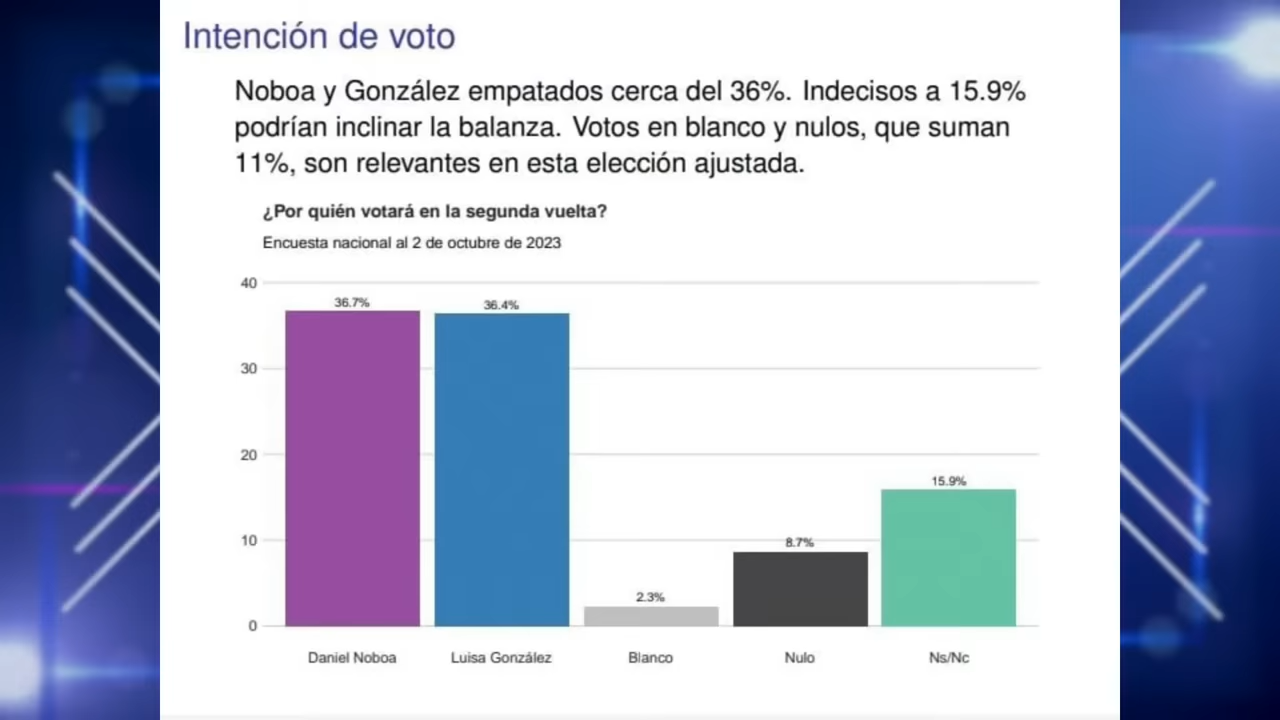 Intención de voto
Noboa y González empatados cerca del 36%. Indecisos a 15.9%
podrían inclinar la balanza. Votos en blanco y nulos, que suman
11%, son relevantes en esta elección ajustada.
¿Por quién votará en la segunda vuelta?
Encuesta nacional al 2 de octubre de 2023
40
30
20
10
0
36.7%
36.4%
2.3%
8.7%
15.9%
Daniel Noboa
Luisa González
Blanco
Nulo
Ns/Nc